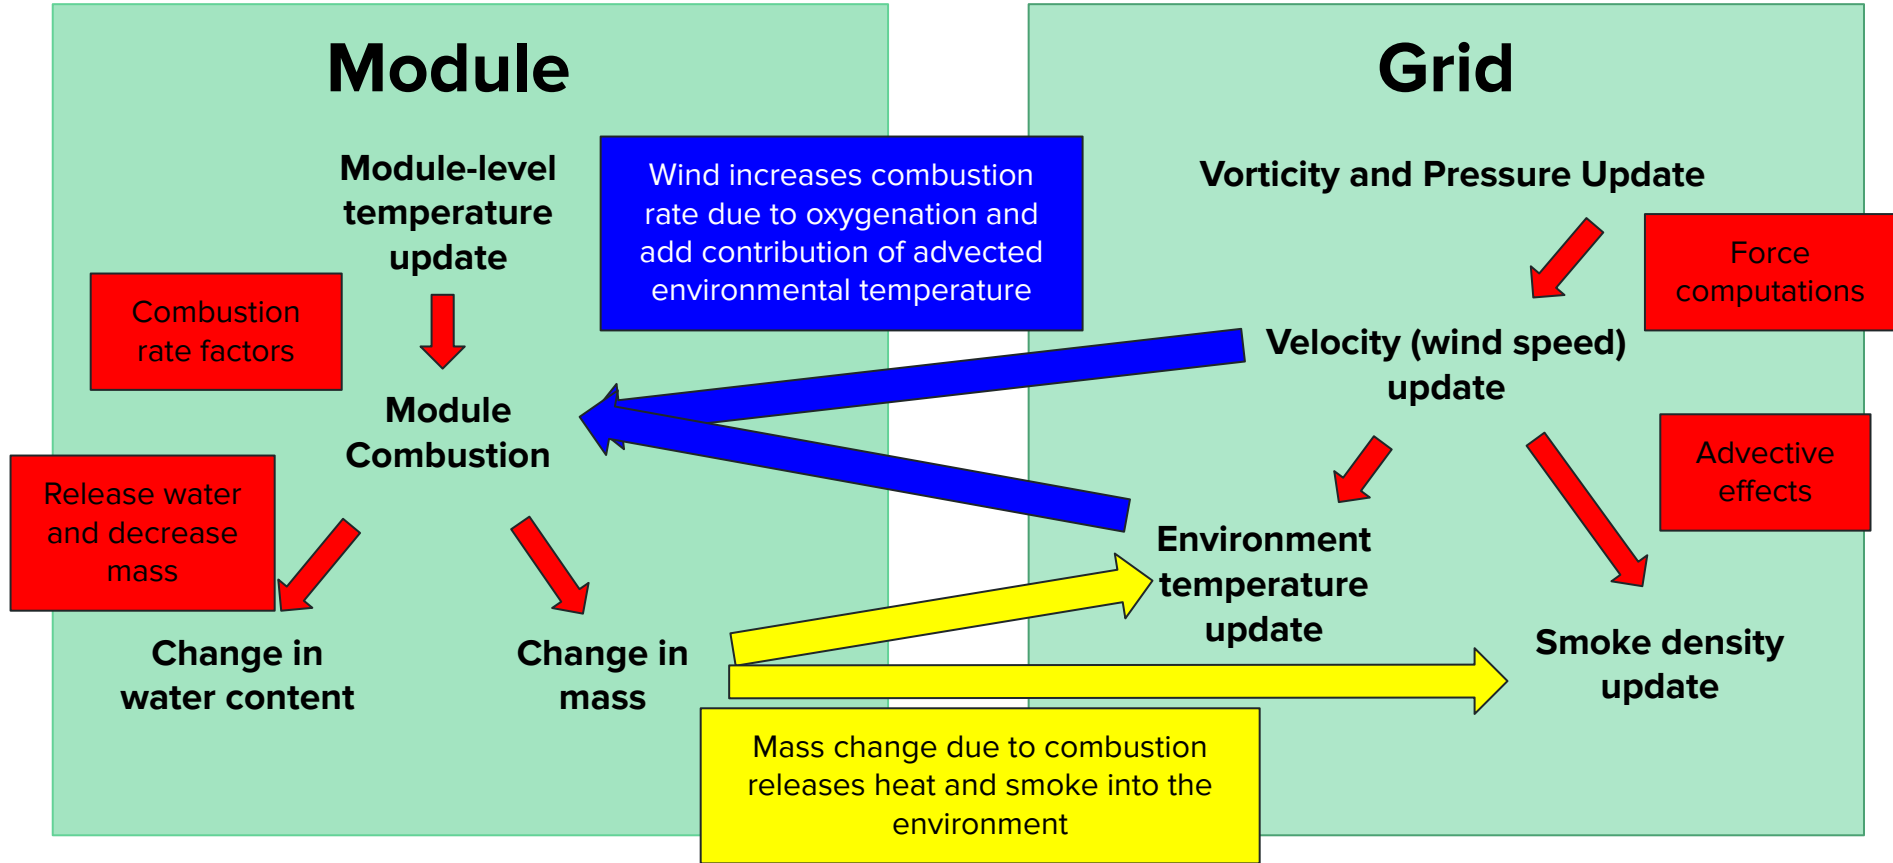 Module
Module-level
temperature
update
Combustion
rate factors
Module
Combustion
Release water
and decrease
mass
Change in
water content
Change in
mass
Wind increases combustion
rate due to oxygenation and
add contribution of advected
environmental temperature
Grid
Vorticity and Pressure Update
Force
computations
Velocity (wind speed)
update
Advective
effects
Environment
temperature
update
Smoke density
update
Mass change due to combustion
releases heat and smoke into the
environment